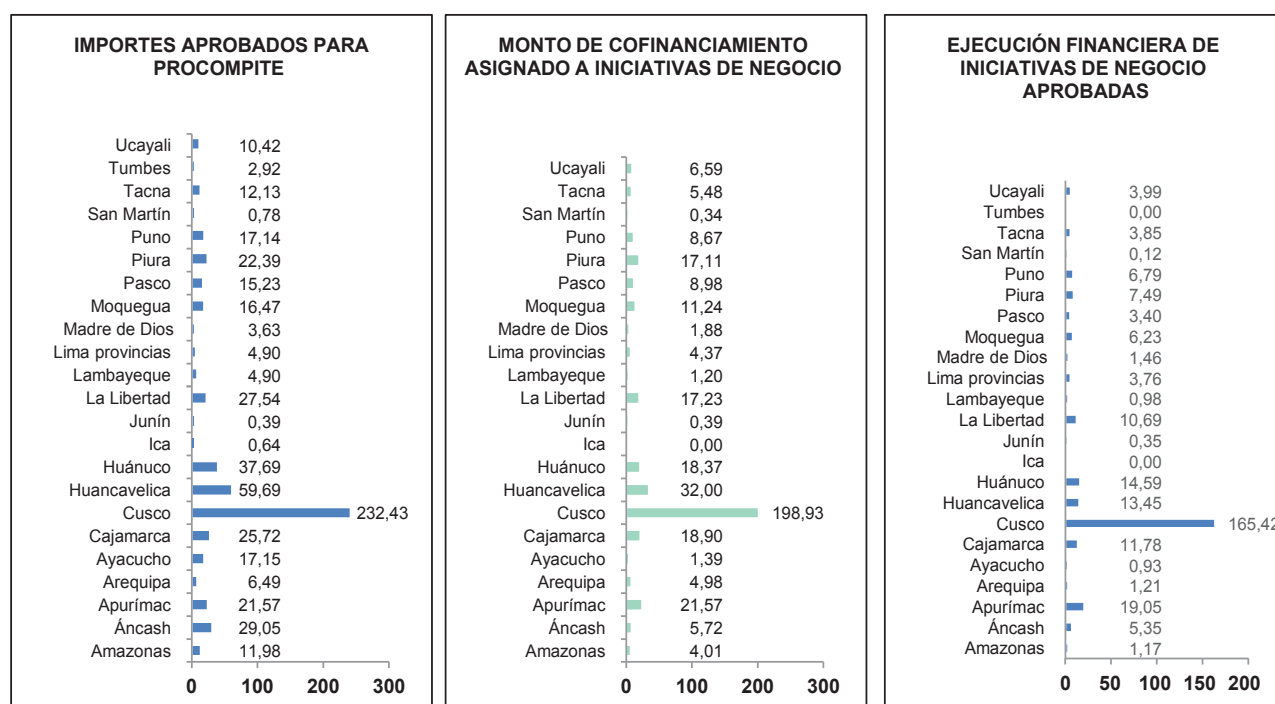 IMPORTES APROBADOS PARA
PROCOMPITE
Ucayali 10,42
Tumbes 2,92
Tacna 12,13
San Martín 0,78
Puno 17,14
Piura 22,39
Pasco 15,23
Moquegua 16,47
Madre de Dios 3,63
Lima provincias 4,90
Lambayeque 4,90
La Libertad 27,54
Junín 0,39
Ica 0,64
Huánuco 37,69
Huancavelica 59,69
Cusco 232,43
Cajamarca 25,72
Ayacucho 17,15
Arequipa 6,49
Apurímac 21,57
Áncash 29,05
Amazonas 11,98
0 100 200 300
MONTO DE COFINANCIAMIENTO
ASIGNADO A INICIATIVAS DE NEGOCIO
Ucayali 6,59
Tacna 5,48
San Martín 0,34
Puno 8,67
Piura 17,11
Pasco 8,98
Moquegua 11,24
Madre de Dios 1,88
Lima provincias 4,37
Lambayeque 1,20
La Libertad 17,23
Junín 0,39
Ica 0,00
Huánuco 18,37
Huancavelica 32,00
Cusco 198,93
Cajamarca 18,90
Ayacucho 1,39
Arequipa 4,98
Apurímac 21,57
Áncash 5,72
Amazonas 4,01
0 100 200 300
EJECUCIÓN FINANCIERA DE
INICIATIVAS DE NEGOCIO
APROBADAS
Ucayali 3,99
Tumbes 0,00
Tacna 3,85
San Martín 0,12
Puno 6,79
Piura 7,49
Pasco 3,40
Moquegua 6,23
Madre de Dios 1,46
Lima provincias 3,76
Lambayeque 0,98
La Libertad 10,69
Junín 0,35
Ica 0,00
Huánuco 14,59
Huancavelica 13,45
Cusco 165,42
Cajamarca 11,78
Ayacucho 0,93
Arequipa 1,21
Apurímac 19,05
Áncash 5,35
Amazonas 1,17
0 50 100 150 200